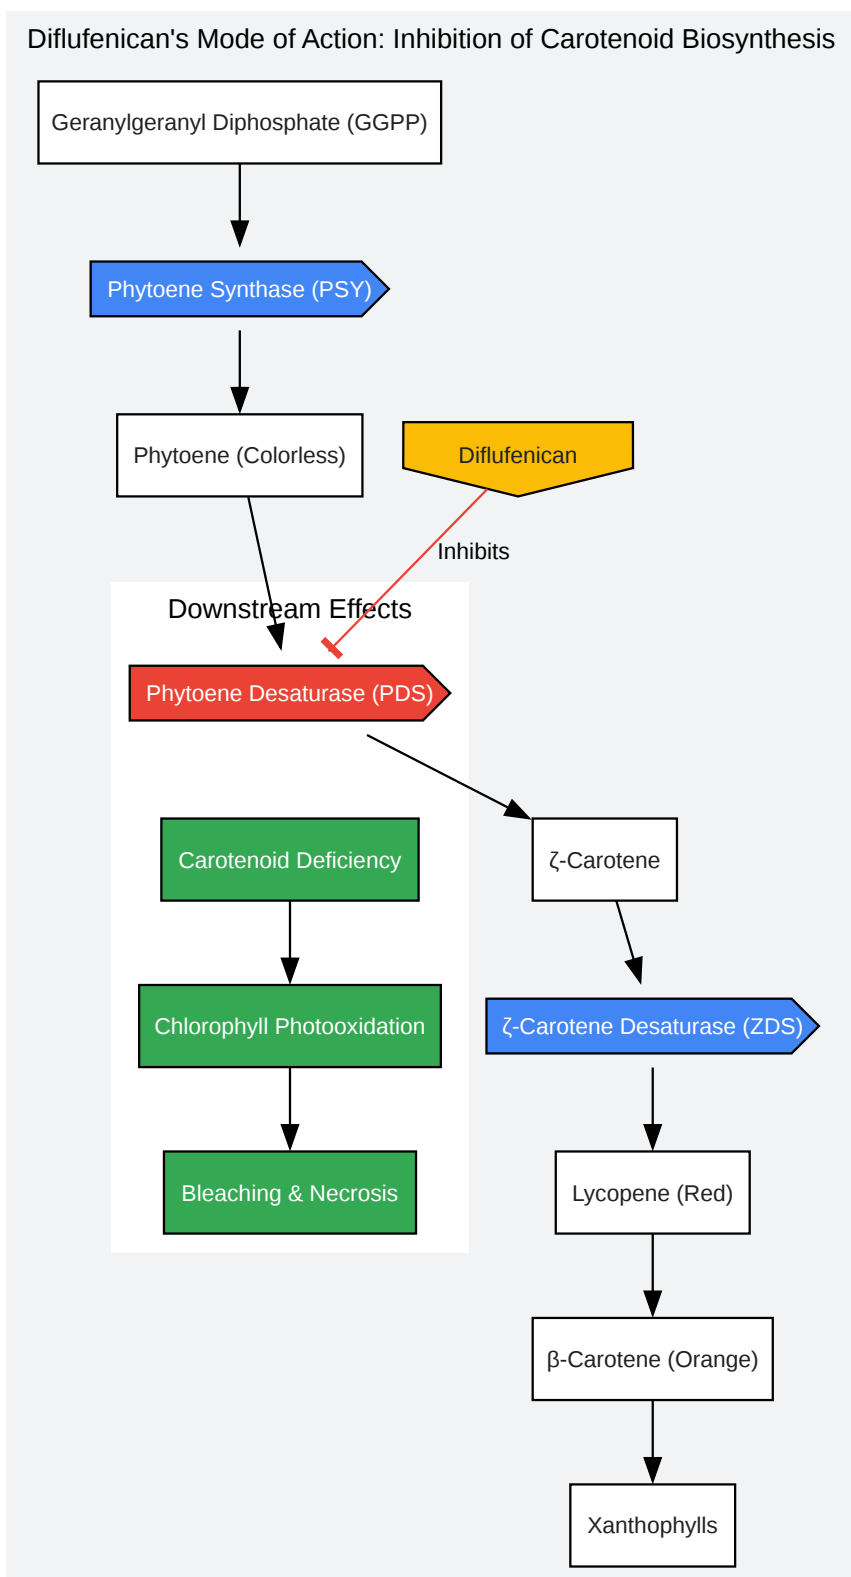 Diflufenican's Mode of Action: Inhibition of Carotenoid Biosynthesis
Geranylgeranyl Diphosphate (GGPP)
Phytoene Synthase (PSY)
Phytoene (Colorless)
Diflufenican
Inhibits
Downstream Effects
Phytoene Desaturase (PDS)
Carotenoid Deficiency
ζ-Carotene
Chlorophyll Photooxidation
ζ-Carotene Desaturase (ZDS)
Bleaching & Necrosis
Lycopene (Red)
β-Carotene (Orange)
Xanthophylls